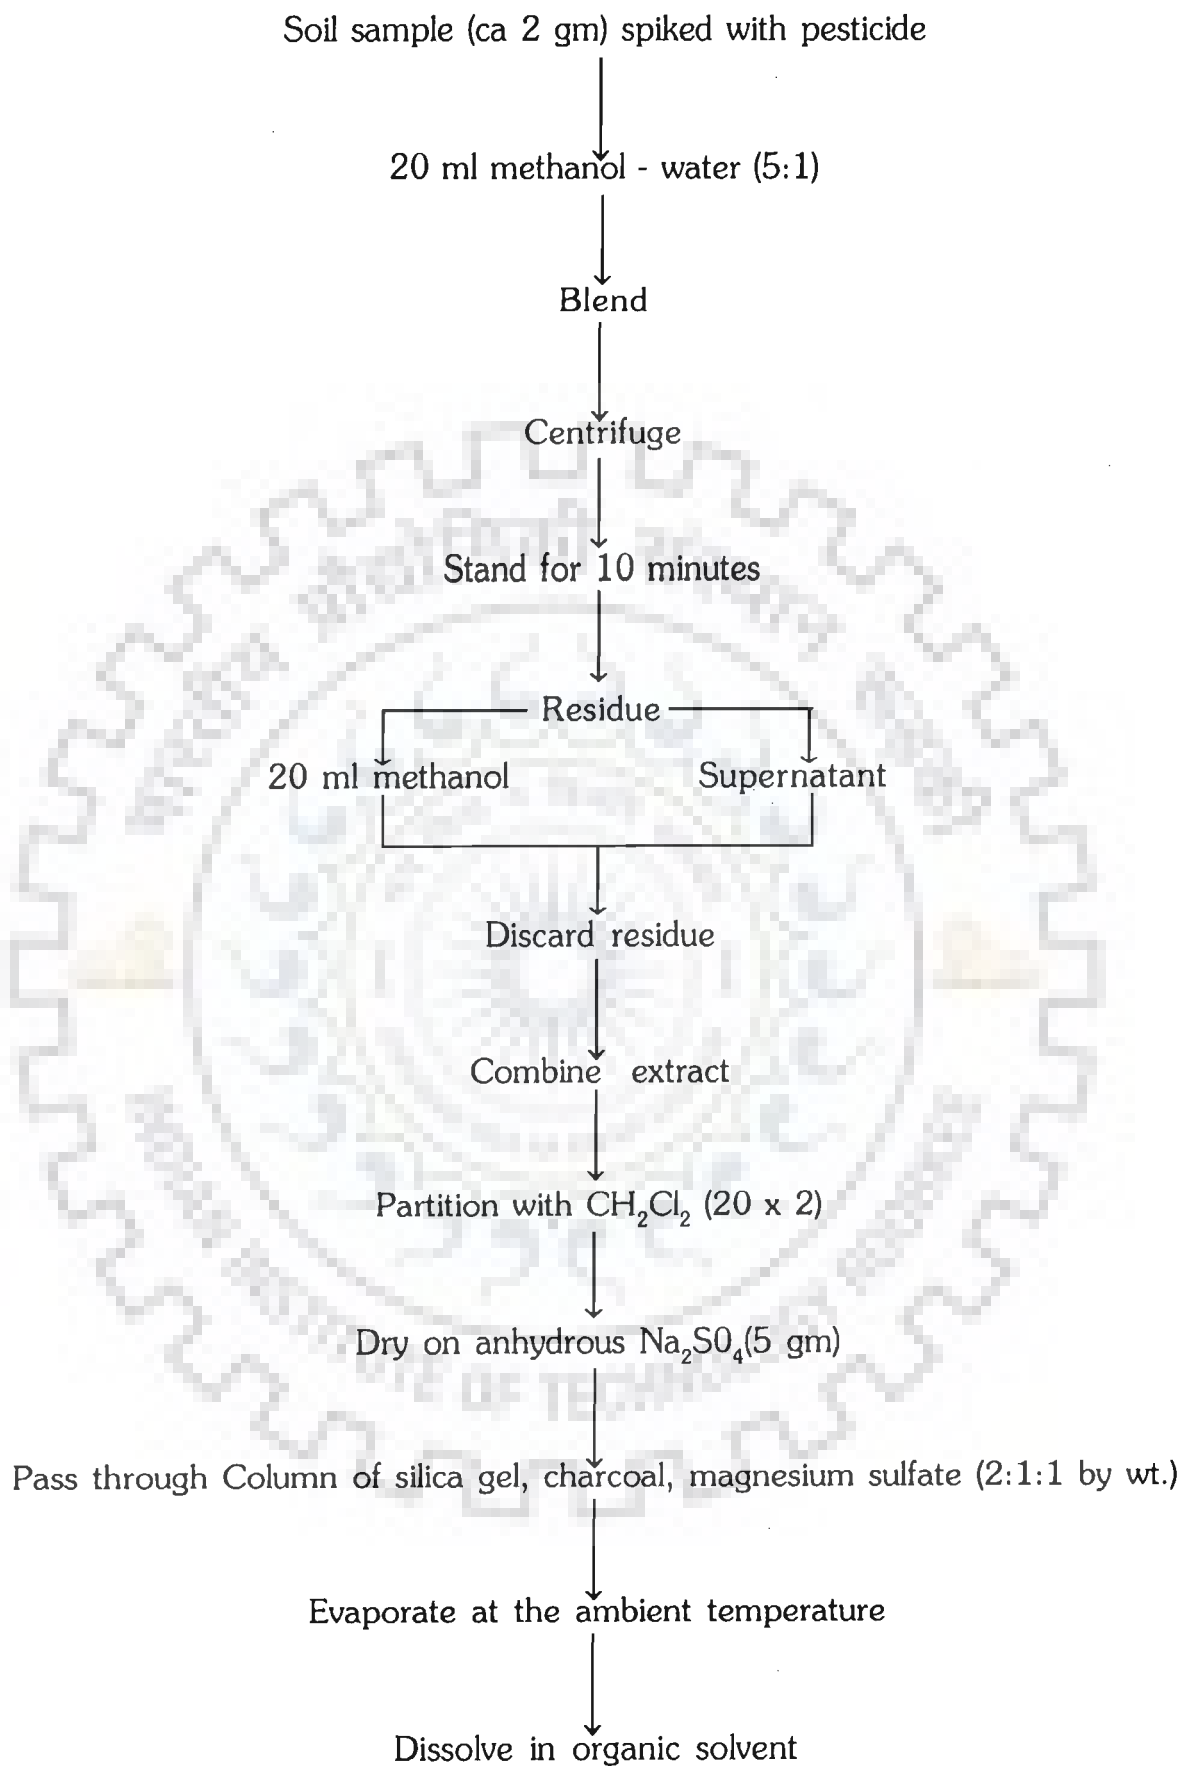 Soil sample (ca 2 gm) spiked with pesticide
20 ml methanol - water (5:1)
Blend
Centrifuge
Stand for 10 minutes
Residue
20 ml methanol
Supernatant
Discard residue
Combine extract
Partition with CH₂Cl₂ (20 x 2)
Dry on anhydrous Na₂SO₄(5 gm)
Pass through Column of silica gel, charcoal, magnesium sulfate (2:1:1 by wt.)
Evaporate at the ambient temperature
Dissolve in organic solvent
OF TECHNOLOGY